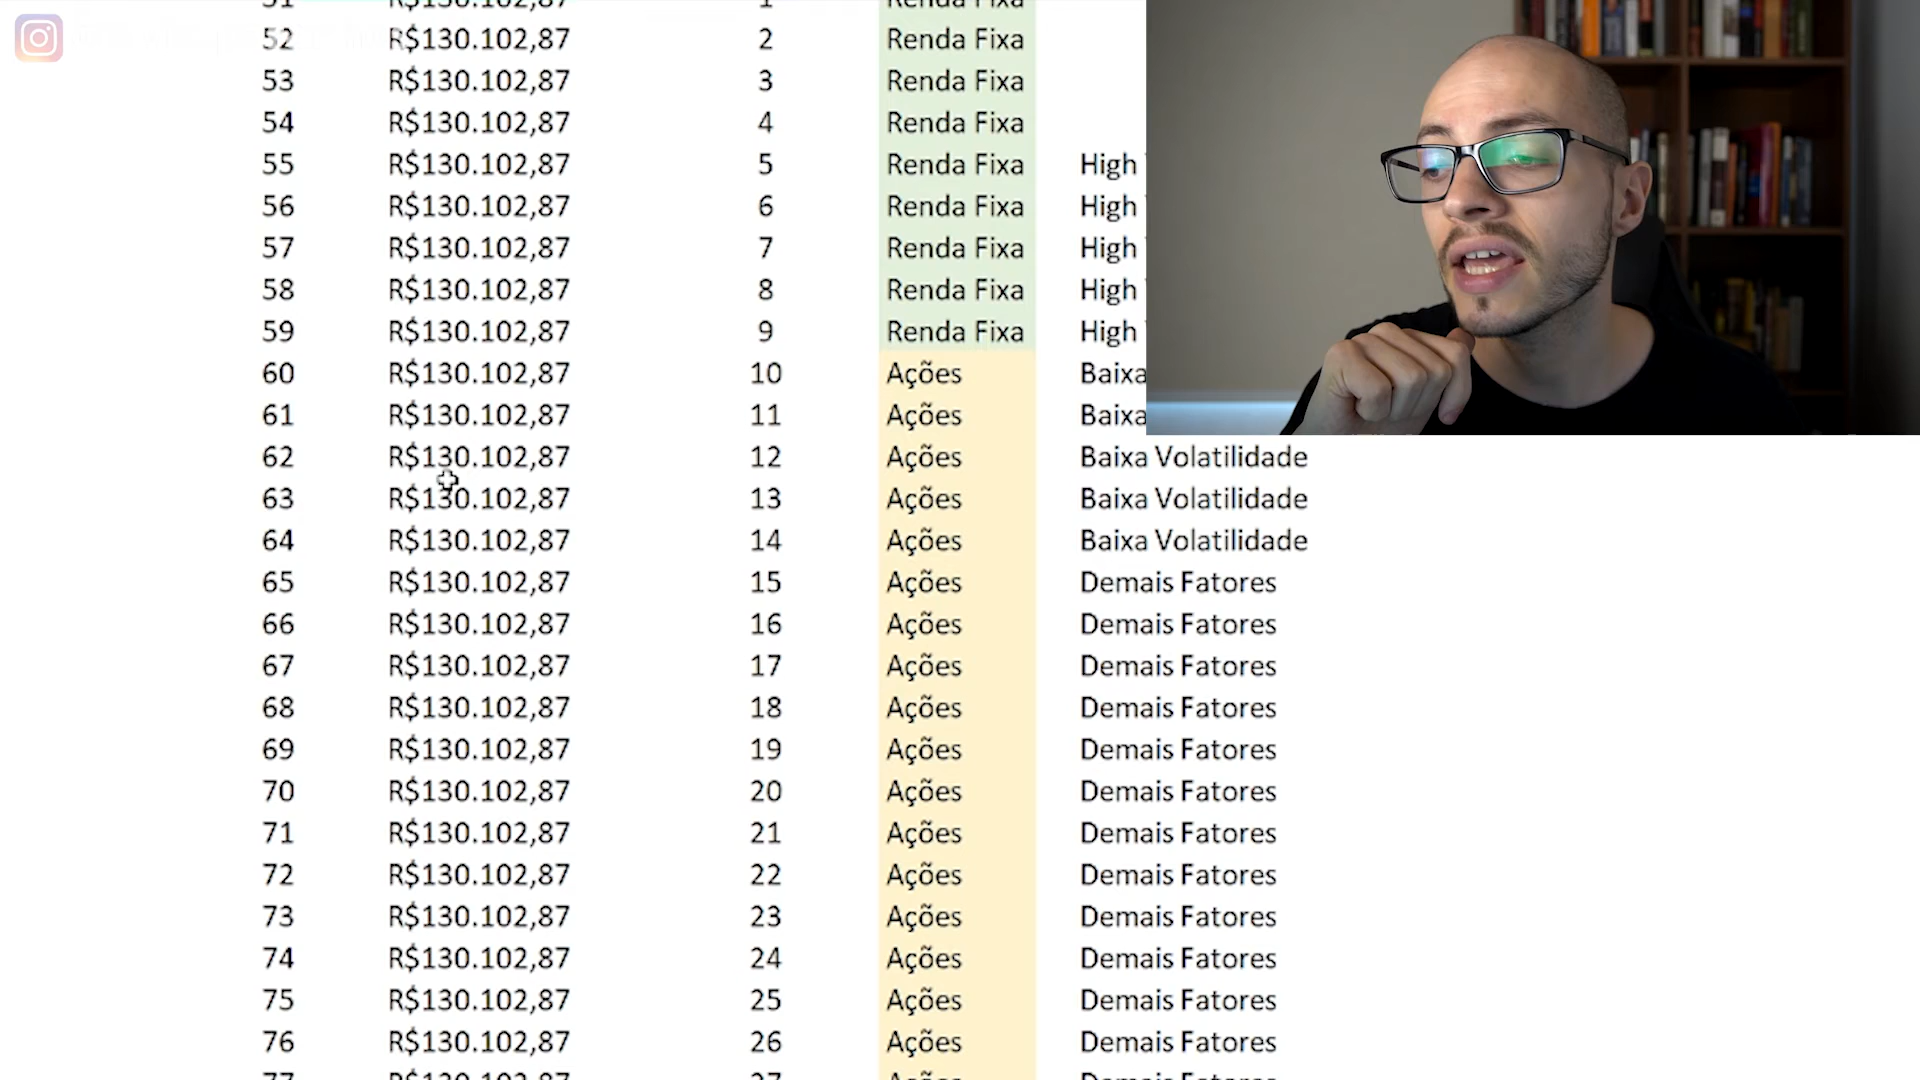 51 1 Renda Fixa
52 R$130.102,87 2 Renda Fixa
53 R$130.102,87 3 Renda Fixa
54 R$130.102,87 4 Renda Fixa
55 R$130.102,87 5 Renda Fixa High
56 R$130.102,87 6 Renda Fixa High
57 R$130.102,87 7 Renda Fixa High
58 R$130.102,87 8 Renda Fixa High
59 R$130.102,87 9 Renda Fixa High
60 R$130.102,87 10 Ações Baixa
61 R$130.102,87 11 Ações Baixa
62 R$130.102,87 12 Ações Baixa Volatilidade
63 R$130.102,87 13 Ações Baixa Volatilidade
64 R$130.102,87 14 Ações Baixa Volatilidade
65 R$130.102,87 15 Ações Demais Fatores
66 R$130.102,87 16 Ações Demais Fatores
67 R$130.102,87 17 Ações Demais Fatores
68 R$130.102,87 18 Ações Demais Fatores
69 R$130.102,87 19 Ações Demais Fatores
70 R$130.102,87 20 Ações Demais Fatores
71 R$130.102,87 21 Ações Demais Fatores
72 R$130.102,87 22 Ações Demais Fatores
73 R$130.102,87 23 Ações Demais Fatores
74 R$130.102,87 24 Ações Demais Fatores
75 R$130.102,87 25 Ações Demais Fatores
76 R$130.102,87 26 Ações Demais Fatores